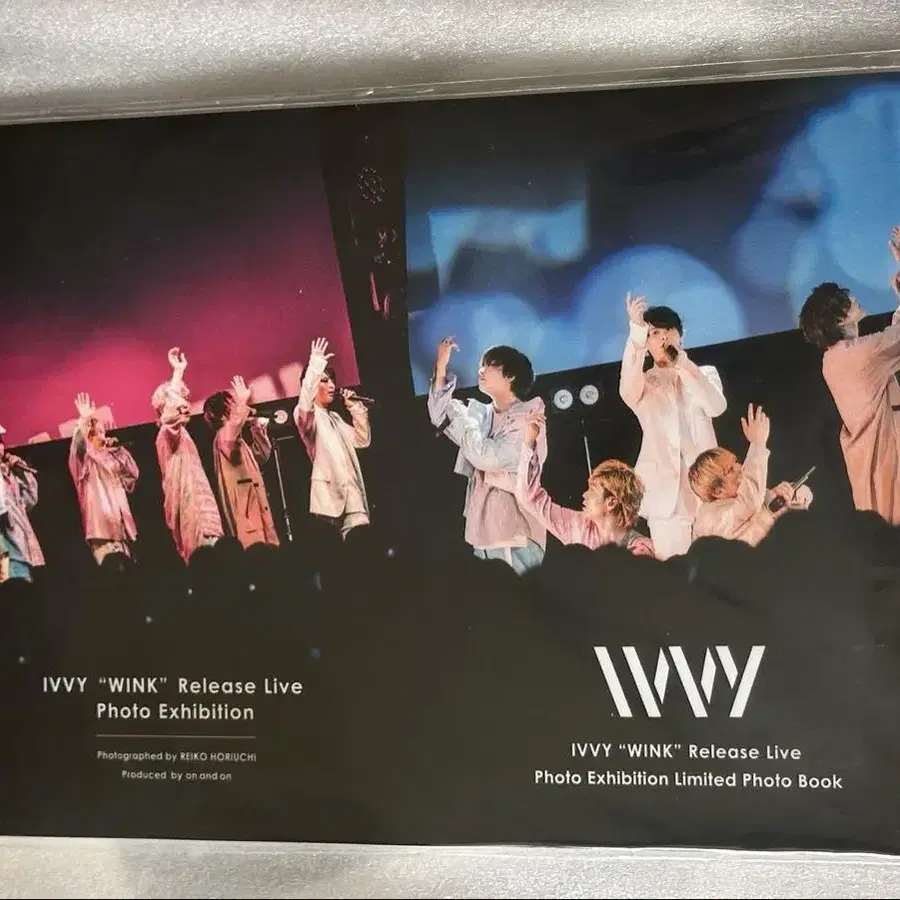 IVVY “WINK” Release Live
Photo Exhibition
Photographed by REIKO HORIUCHI
Produced by on and on
IVVY
IVVY “WINK” Release Live
Photo Exhibition Limited Photo Book